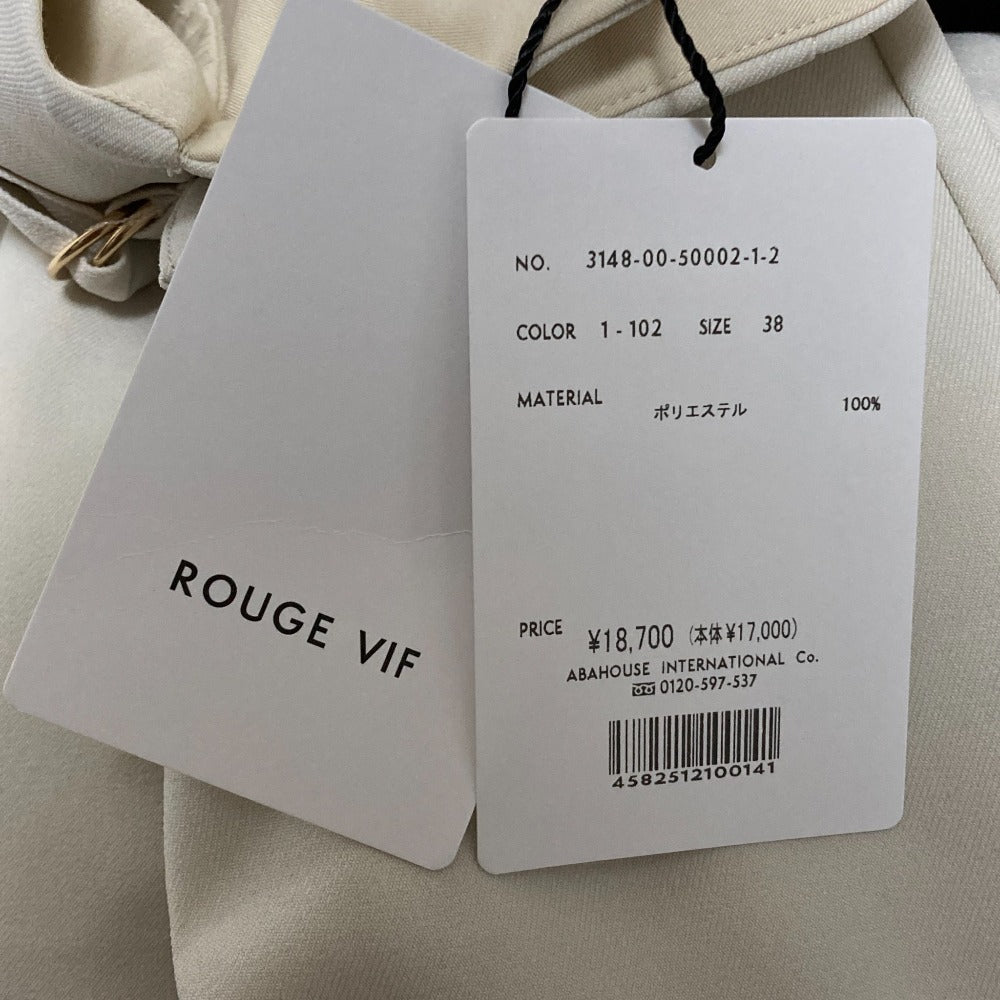 ROUGE VIF
NO. 3148-00-50002-1-2
COLOR 1-102 SIZE 38
MATERIAL ポリエステル 100%
PRICE ¥18,700 (本体¥17,000)
ABAHOUSE INTERNATIONAL Co.
0120-597-537
4582512100141